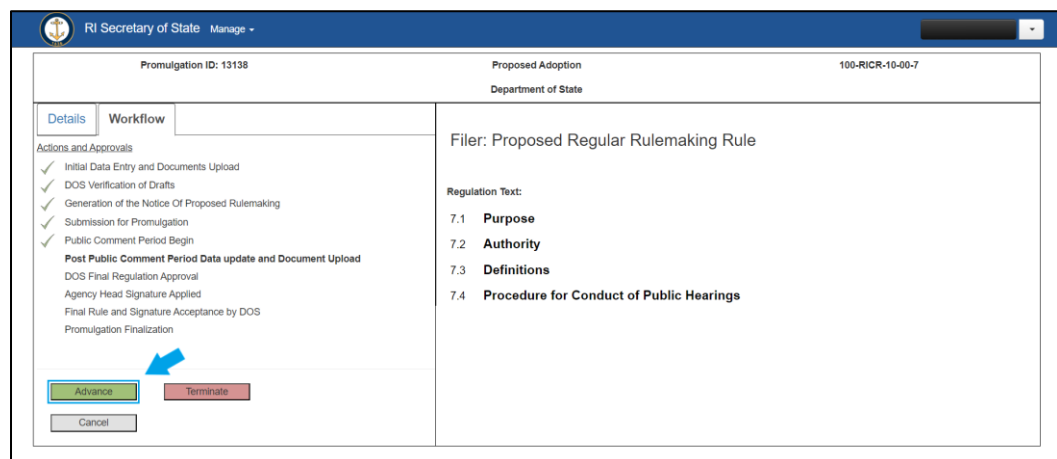 RI Secretary of State Manage
Promulgation ID: 13138 Proposed Adoption 100-RICR-10-00-7
Department of State
Details Workflow
Actions and Approvals
Initial Data Entry and Documents Upload
DOS Verification of Drafts
Generation of the Notice Of Proposed Rulemaking
Submission for Promulgation
Public Comment Period Begin
Post Public Comment Period Data update and Document Upload
DOS Final Regulation Approval
Agency Head Signature Applied
Final Rule and Signature Acceptance by DOS
Promulgation Finalization
Advance Terminate
Cancel
Filer: Proposed Regular Rulemaking Rule
Regulation Text:
7.1 Purpose
7.2 Authority
7.3 Definitions
7.4 Procedure for Conduct of Public Hearings